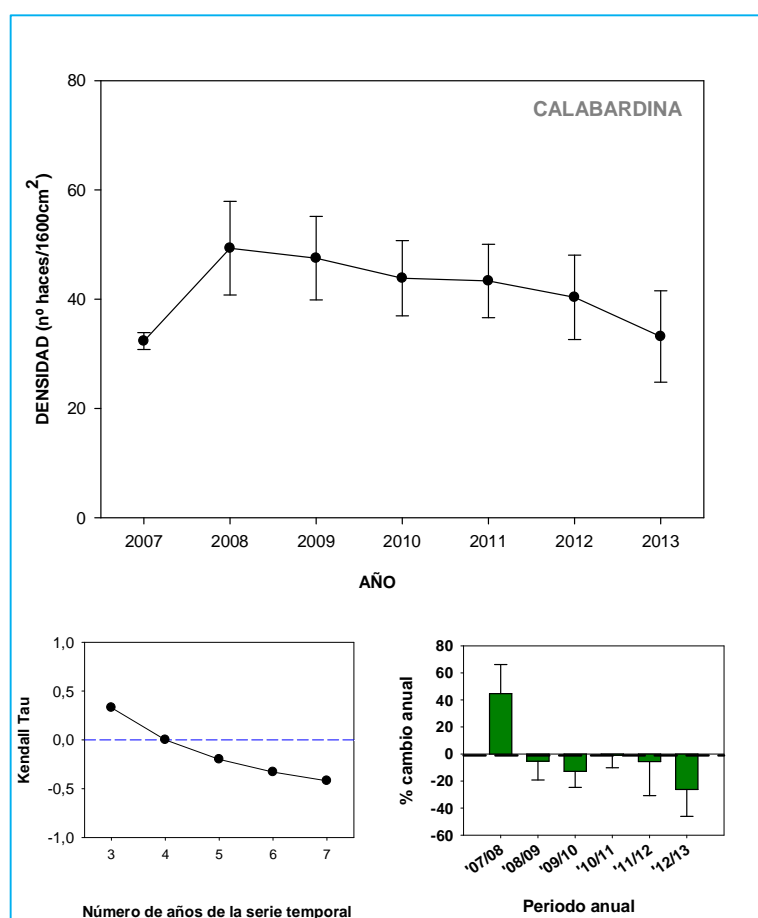 CALABARDINA
80
60
40
20
0
DENSIDAD (nº haces/1600cm²)
2007 2008 2009 2010 2011 2012 2013
AÑO
1,0
0,5
0,0
-0,5
-1,0
Kendall Tau
3 4 5 6 7
Número de años de la serie temporal
80
60
40
20
0
-20
-40
-60
% cambio anual
'07/08 '08/09 '09/10 '10/11 '11/12 '12/13
Periodo anual